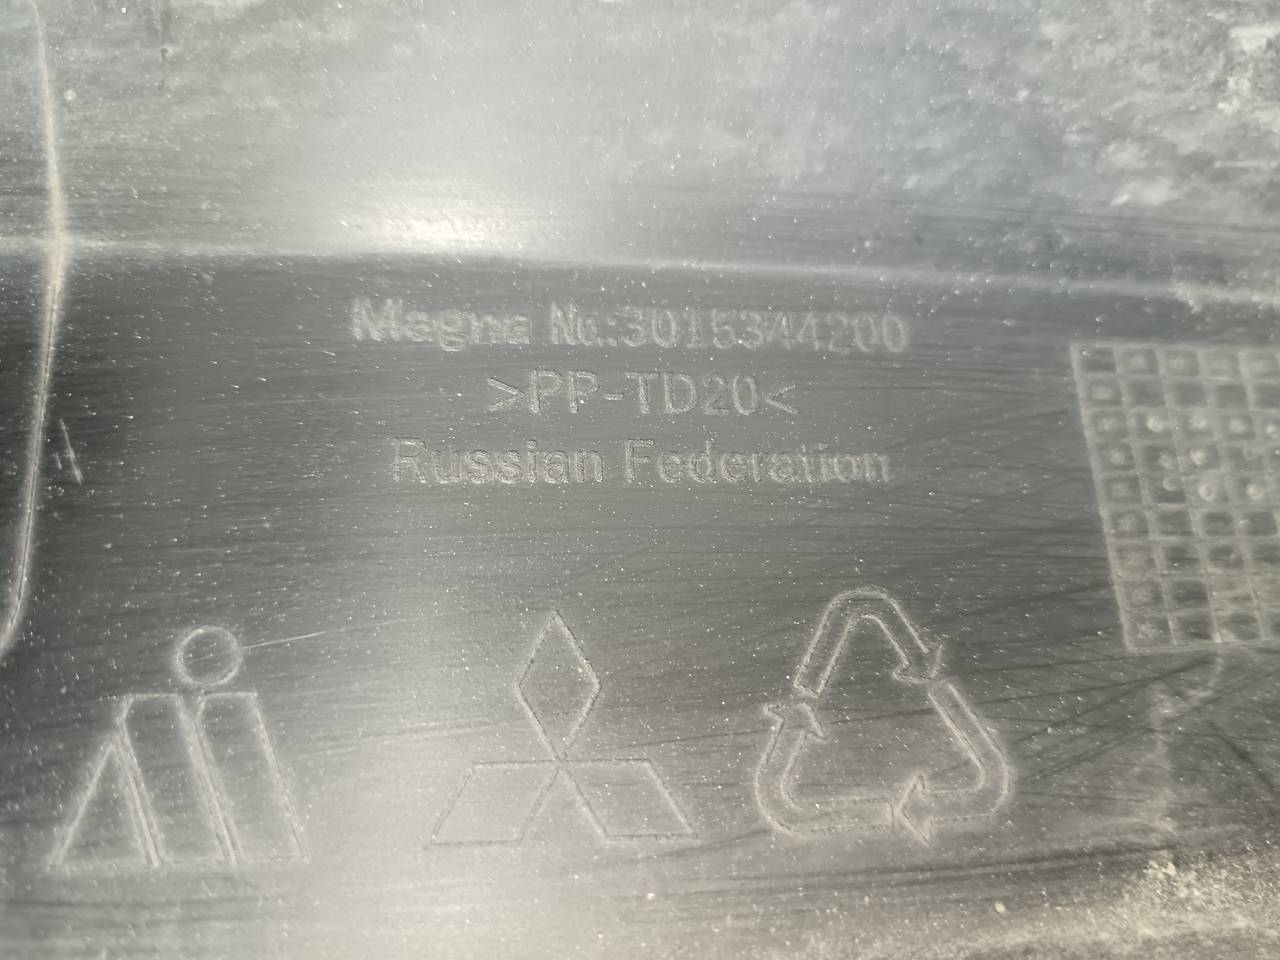 Magna No.:3015344200
>PP-TD20<
Russian Federation